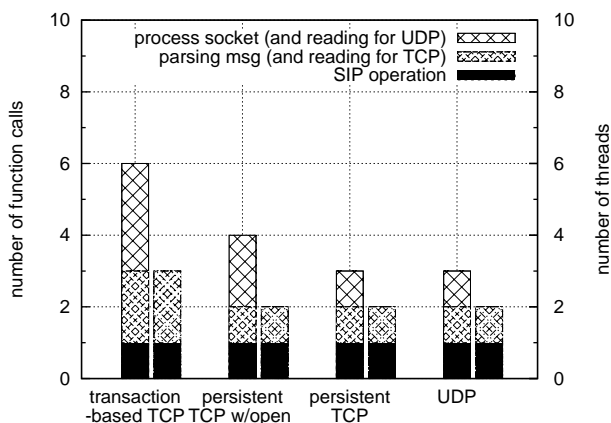 10
8
6
4
2
0
number of function calls
process socket (and reading for UDP)
parsing msg (and reading for TCP)
SIP operation
10
8
6
4
2
0
number of threads
transaction
-based TCP
persistent
TCP w/open
persistent
TCP
UDP